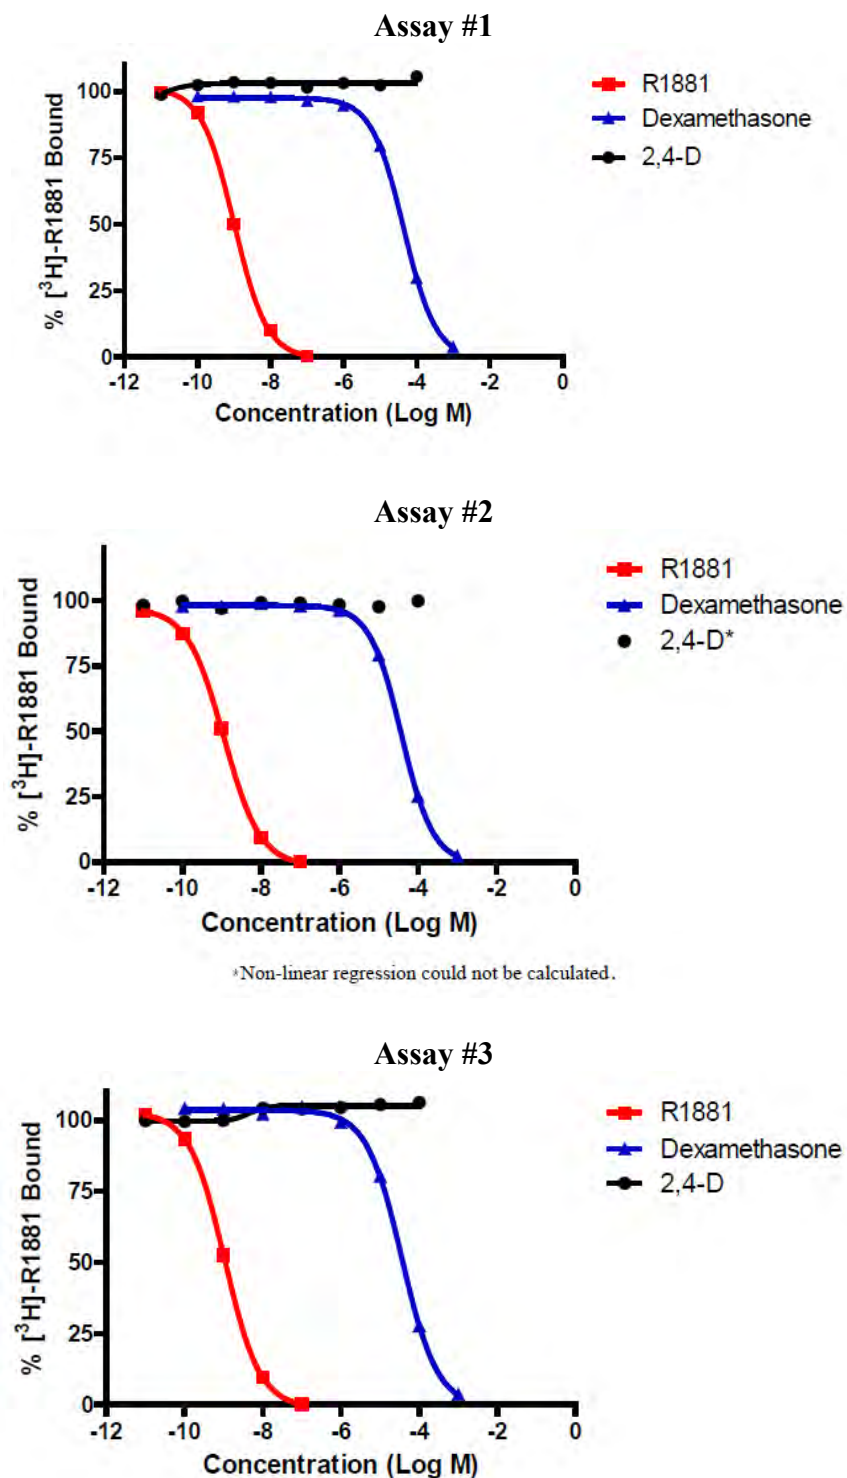 Assay #1
% [³H]-R1881 Bound
100
75
50
25
0
-12 -10 -8 -6 -4 -2 0
Concentration (Log M)
R1881
Dexamethasone
2,4-D
Assay #2
% [³H]-R1881 Bound
100
75
50
25
0
-12 -10 -8 -6 -4 -2 0
Concentration (Log M)
R1881
Dexamethasone
2,4-D*
*Non-linear regression could not be calculated.
Assay #3
% [³H]-R1881 Bound
100
75
50
25
0
-12 -10 -8 -6 -4 -2 0
Concentration (Log M)
R1881
Dexamethasone
2,4-D